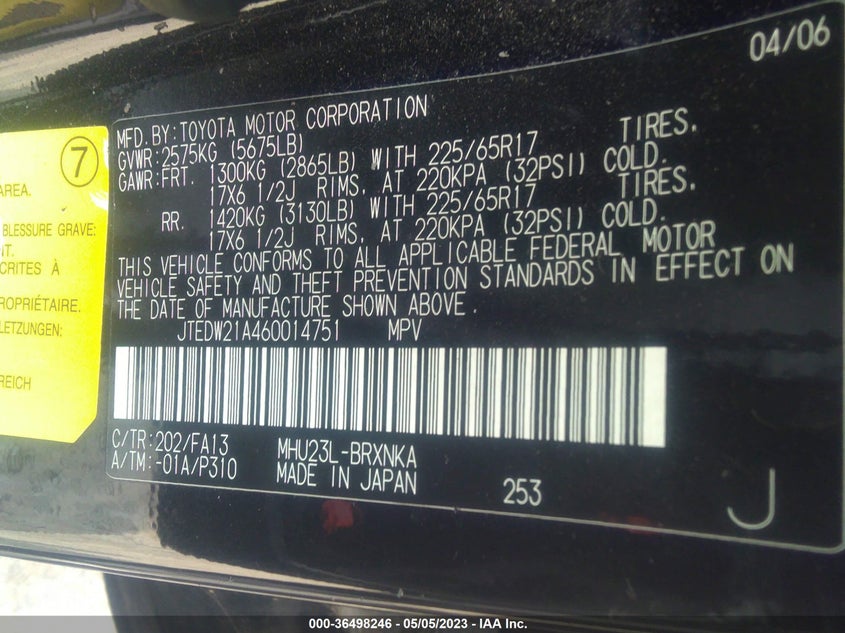 04/06
MFD.BY:TOYOTA MOTOR CORPORATION
GVWR:2575KG (5675LB)
GAWR:FRT. 1300KG (2865LB) WITH 225/65R17 TIRES,
17X6 1/2J RIMS, AT 220KPA (32PSI) COLD.
RR. 1420KG (3130LB) WITH 225/65R17 TIRES,
17X6 1/2J RIMS, AT 220KPA (32PSI) COLD.
THIS VEHICLE CONFORMS TO ALL APPLICABLE FEDERAL MOTOR
VEHICLE SAFETY AND THEFT PREVENTION STANDARDS IN EFFECT ON
THE DATE OF MANUFACTURE SHOWN ABOVE.
JTEDW21A460014751 MPV
C/TR:202/FA13 MHU23L-BRXNKA
A/TM:-01A/P310 MADE IN JAPAN
253
J
7
AREA.
BLESSURE GRAVE:
NT.
CRITES À
ROPRIÉTAIRE.
LETZUNGEN:
REICH
000-36498246 - 05/05/2023 - IAA Inc.